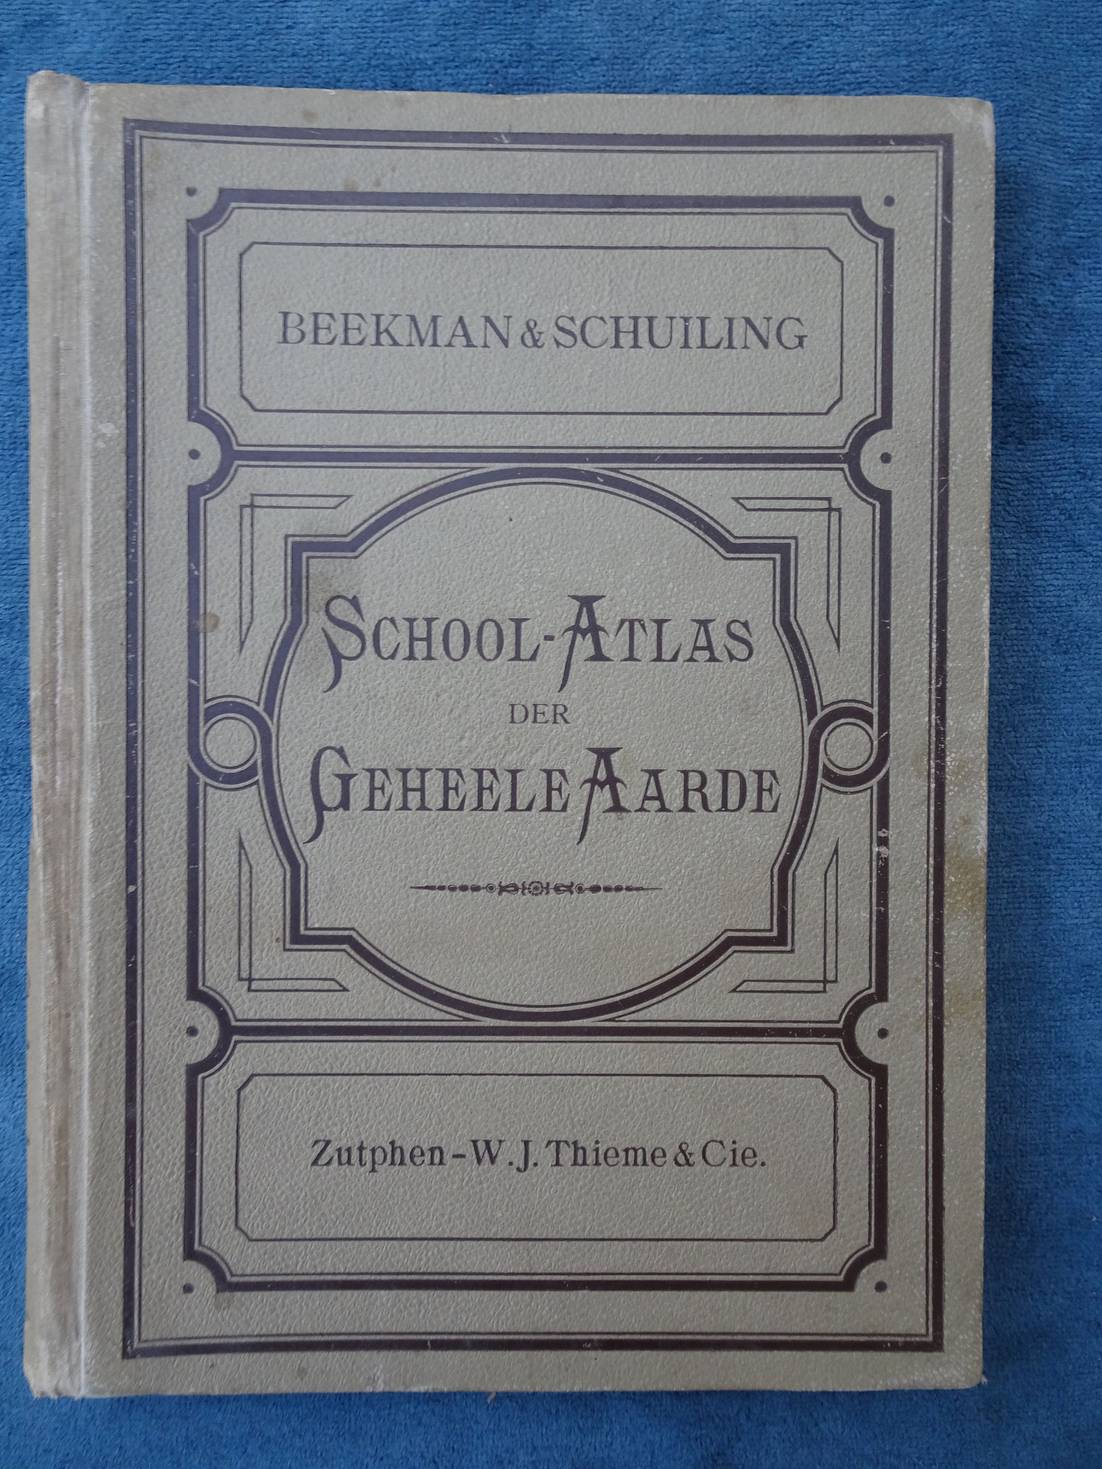 BEEKMAN & SCHUILING
SCHOOL-ATLAS
DER
GEHEELE AARDE
Zutphen - W. J. Thieme & Cie.